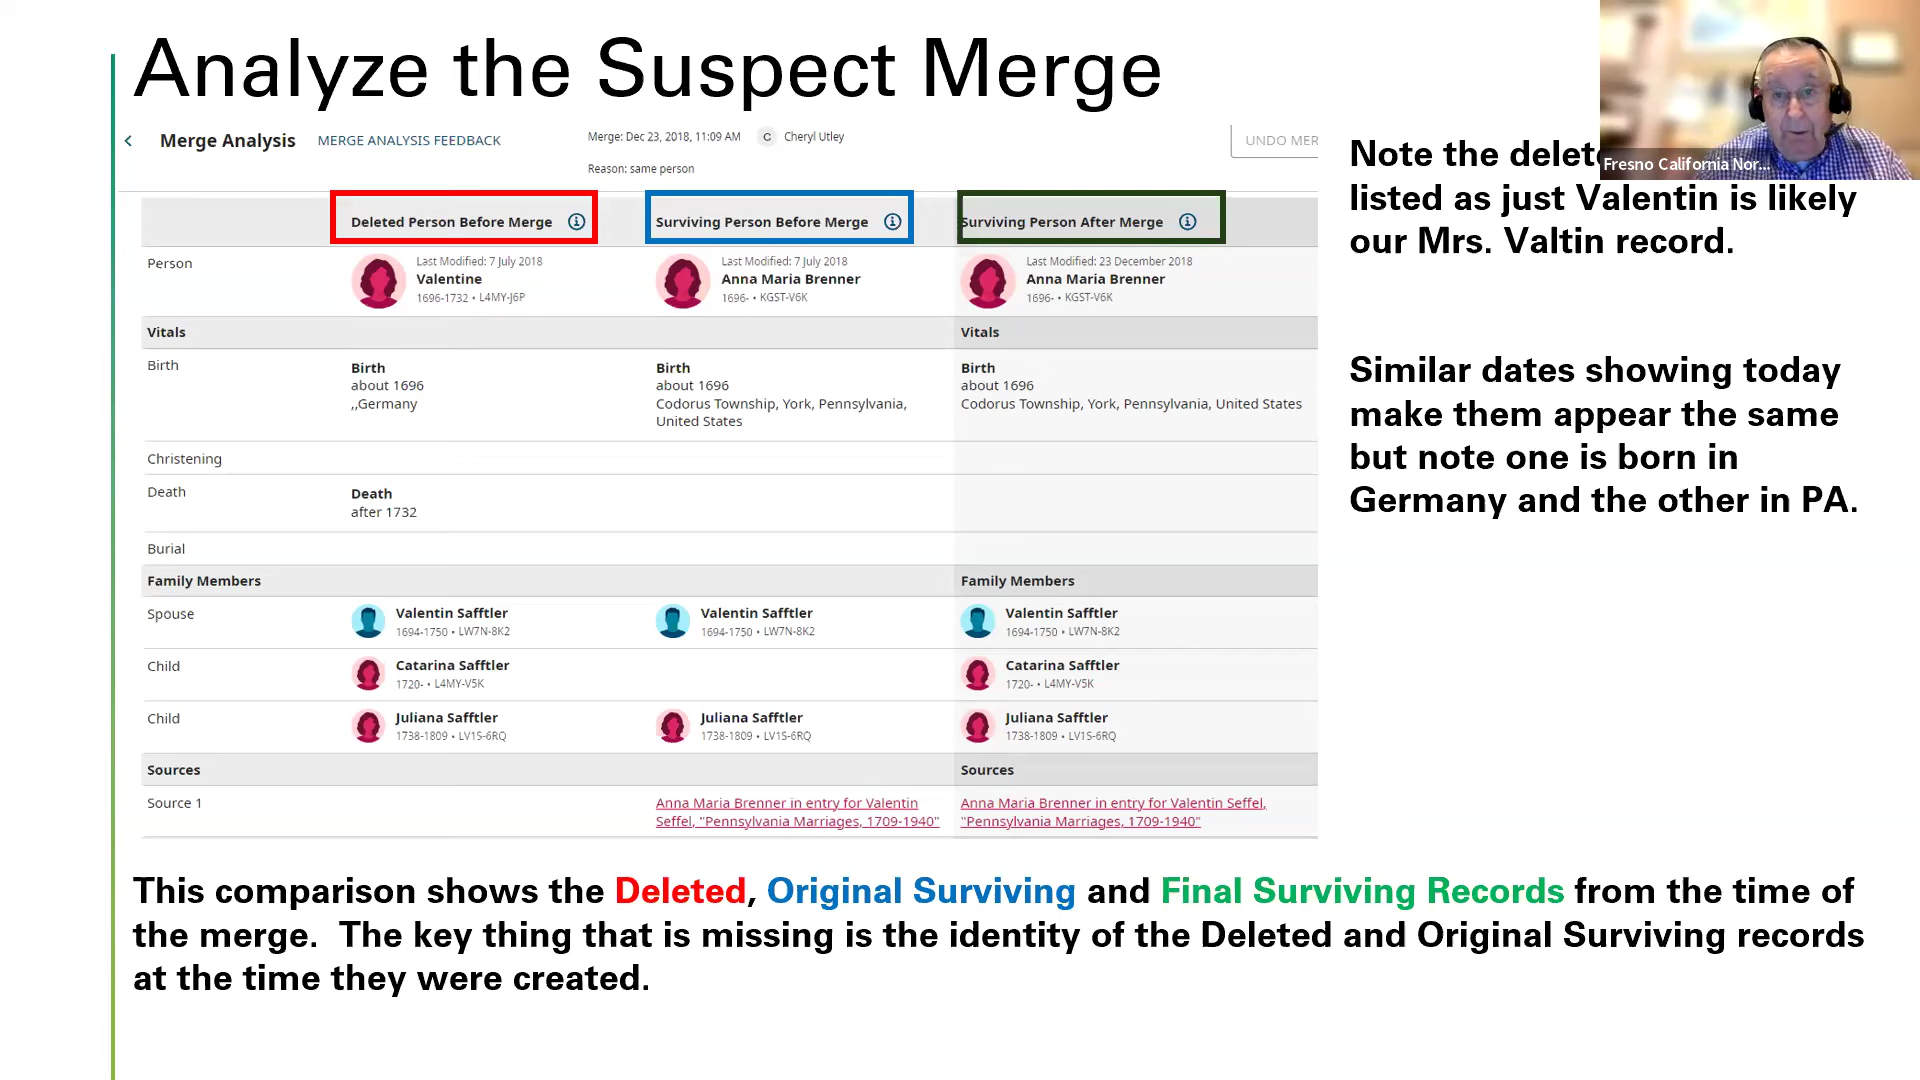 Analyze the Suspect Merge
Merge Analysis
MERGE ANALYSIS FEEDBACK
Merge: Dec 23, 2018, 11:09 AM C Cheryl Utley
Reason: same person
UNDO MER
Deleted Person Before Merge
Surviving Person Before Merge
Surviving Person After Merge
Person
Last Modified: 7 July 2018
Valentine
1696-1732 • L4MY-J6P
Last Modified: 7 July 2018
Anna Maria Brenner
1696- • KGST-V6K
Last Modified: 23 December 2018
Anna Maria Brenner
1696- • KGST-V6K
Vitals
Vitals
Birth
Birth
about 1696
,,Germany
Birth
about 1696
Codorus Township, York, Pennsylvania,
United States
Birth
about 1696
Codorus Township, York, Pennsylvania, United States
Christening
Death
Death
after 1732
Burial
Family Members
Family Members
Spouse
Valentin Safftler
1694-1750 • LW7N-8K2
Valentin Safftler
1694-1750 • LW7N-8K2
Valentin Safftler
1694-1750 • LW7N-8K2
Child
Catarina Safftler
1720- • L4MY-V5K
Catarina Safftler
1720- • L4MY-V5K
Child
Juliana Safftler
1738-1809 • LV1S-6RQ
Juliana Safftler
1738-1809 • LV1S-6RQ
Juliana Safftler
1738-1809 • LV1S-6RQ
Sources
Sources
Source 1
Anna Maria Brenner in entry for Valentin
Seffel, "Pennsylvania Marriages, 1709-1940"
Anna Maria Brenner in entry for Valentin Seffel,
"Pennsylvania Marriages, 1709-1940"
Fresno California Nor...
Note the delet
listed as just Valentin is likely
our Mrs. Valtin record.
Similar dates showing today
make them appear the same
but note one is born in
Germany and the other in PA.
This comparison shows the Deleted, Original Surviving and Final Surviving Records from the time of
the merge. The key thing that is missing is the identity of the Deleted and Original Surviving records
at the time they were created.